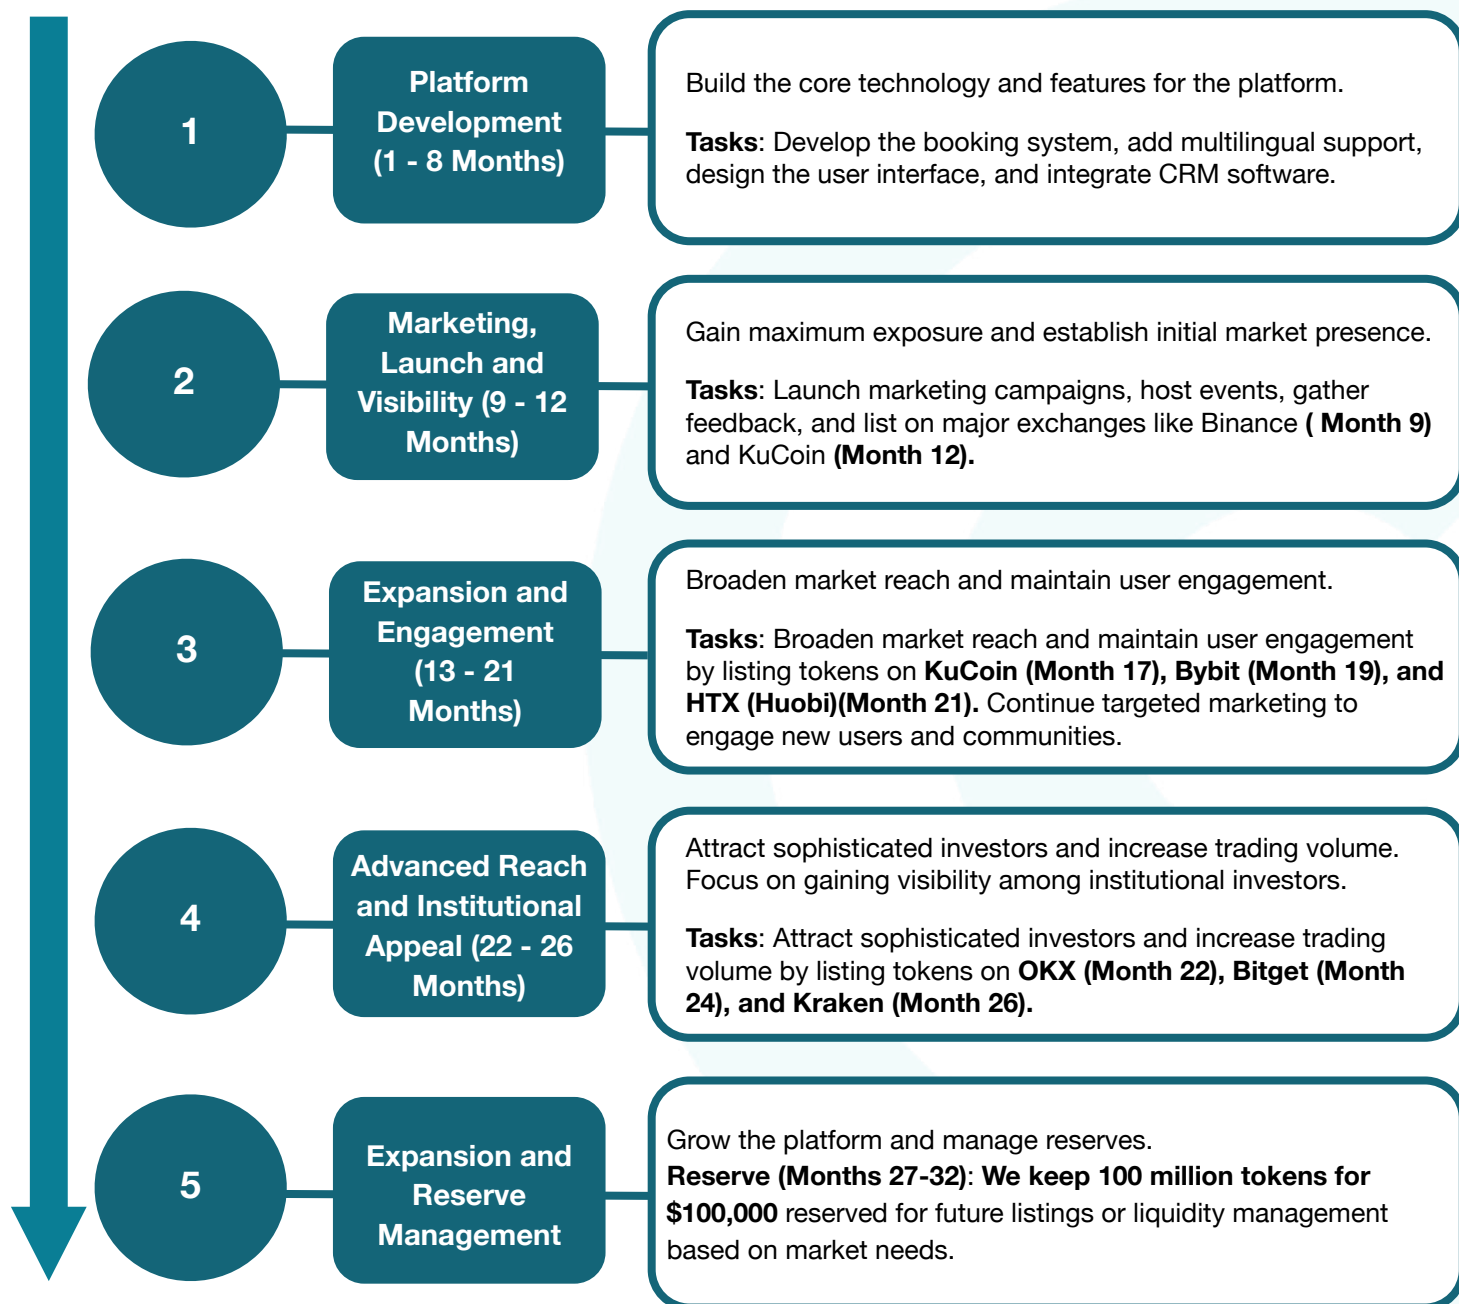 1
Platform
Development
(1 - 8 Months)
Build the core technology and features for the platform.
Tasks: Develop the booking system, add multilingual support,
design the user interface, and integrate CRM software.
2
Marketing,
Launch and
Visibility (9 - 12
Months)
Gain maximum exposure and establish initial market presence.
Tasks: Launch marketing campaigns, host events, gather
feedback, and list on major exchanges like Binance ( Month 9)
and KuCoin (Month 12).
3
Expansion and
Engagement
(13 - 21
Months)
Broaden market reach and maintain user engagement.
Tasks: Broaden market reach and maintain user engagement
by listing tokens on KuCoin (Month 17), Bybit (Month 19), and
HTX (Huobi)(Month 21). Continue targeted marketing to
engage new users and communities.
4
Advanced Reach
and Institutional
Appeal (22 - 26
Months)
Attract sophisticated investors and increase trading volume.
Focus on gaining visibility among institutional investors.
Tasks: Attract sophisticated investors and increase trading
volume by listing tokens on OKX (Month 22), Bitget (Month
24), and Kraken (Month 26).
5
Expansion and
Reserve
Management
Grow the platform and manage reserves.
Reserve (Months 27-32): We keep 100 million tokens for
$100,000 reserved for future listings or liquidity management
based on market needs.